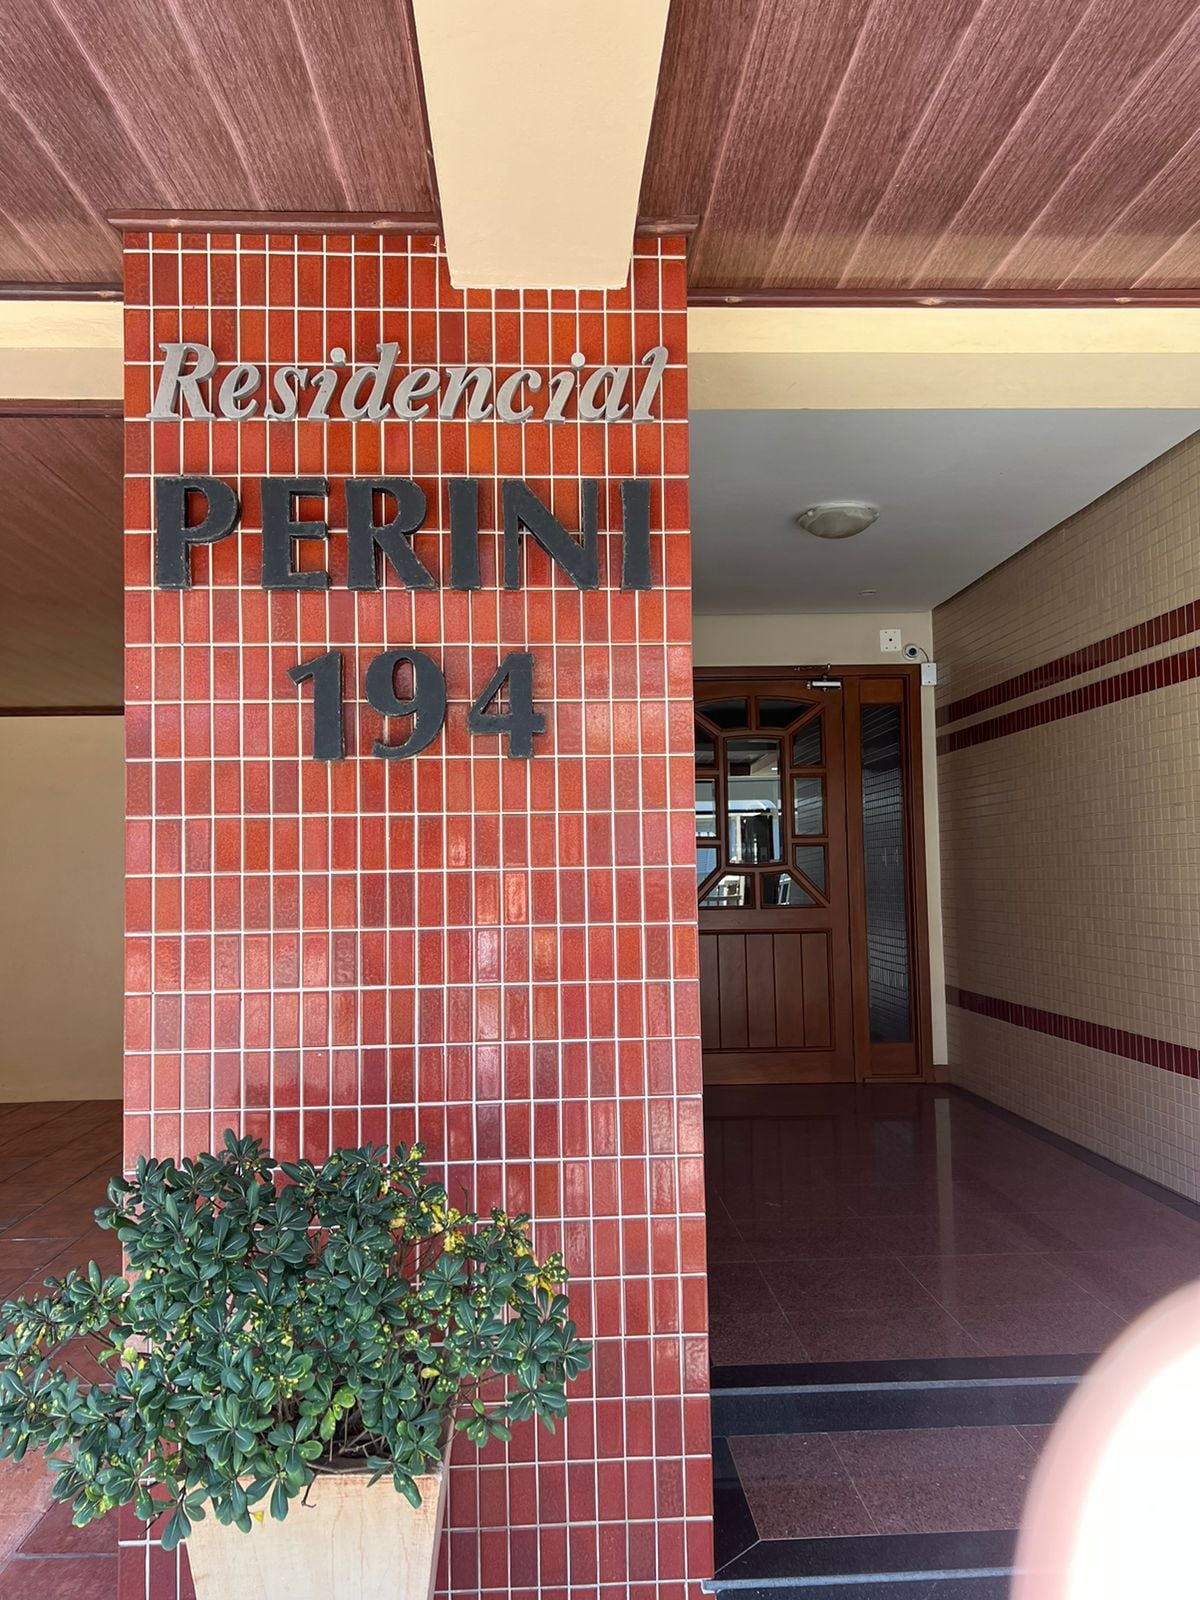 Residencial
PERINI
194